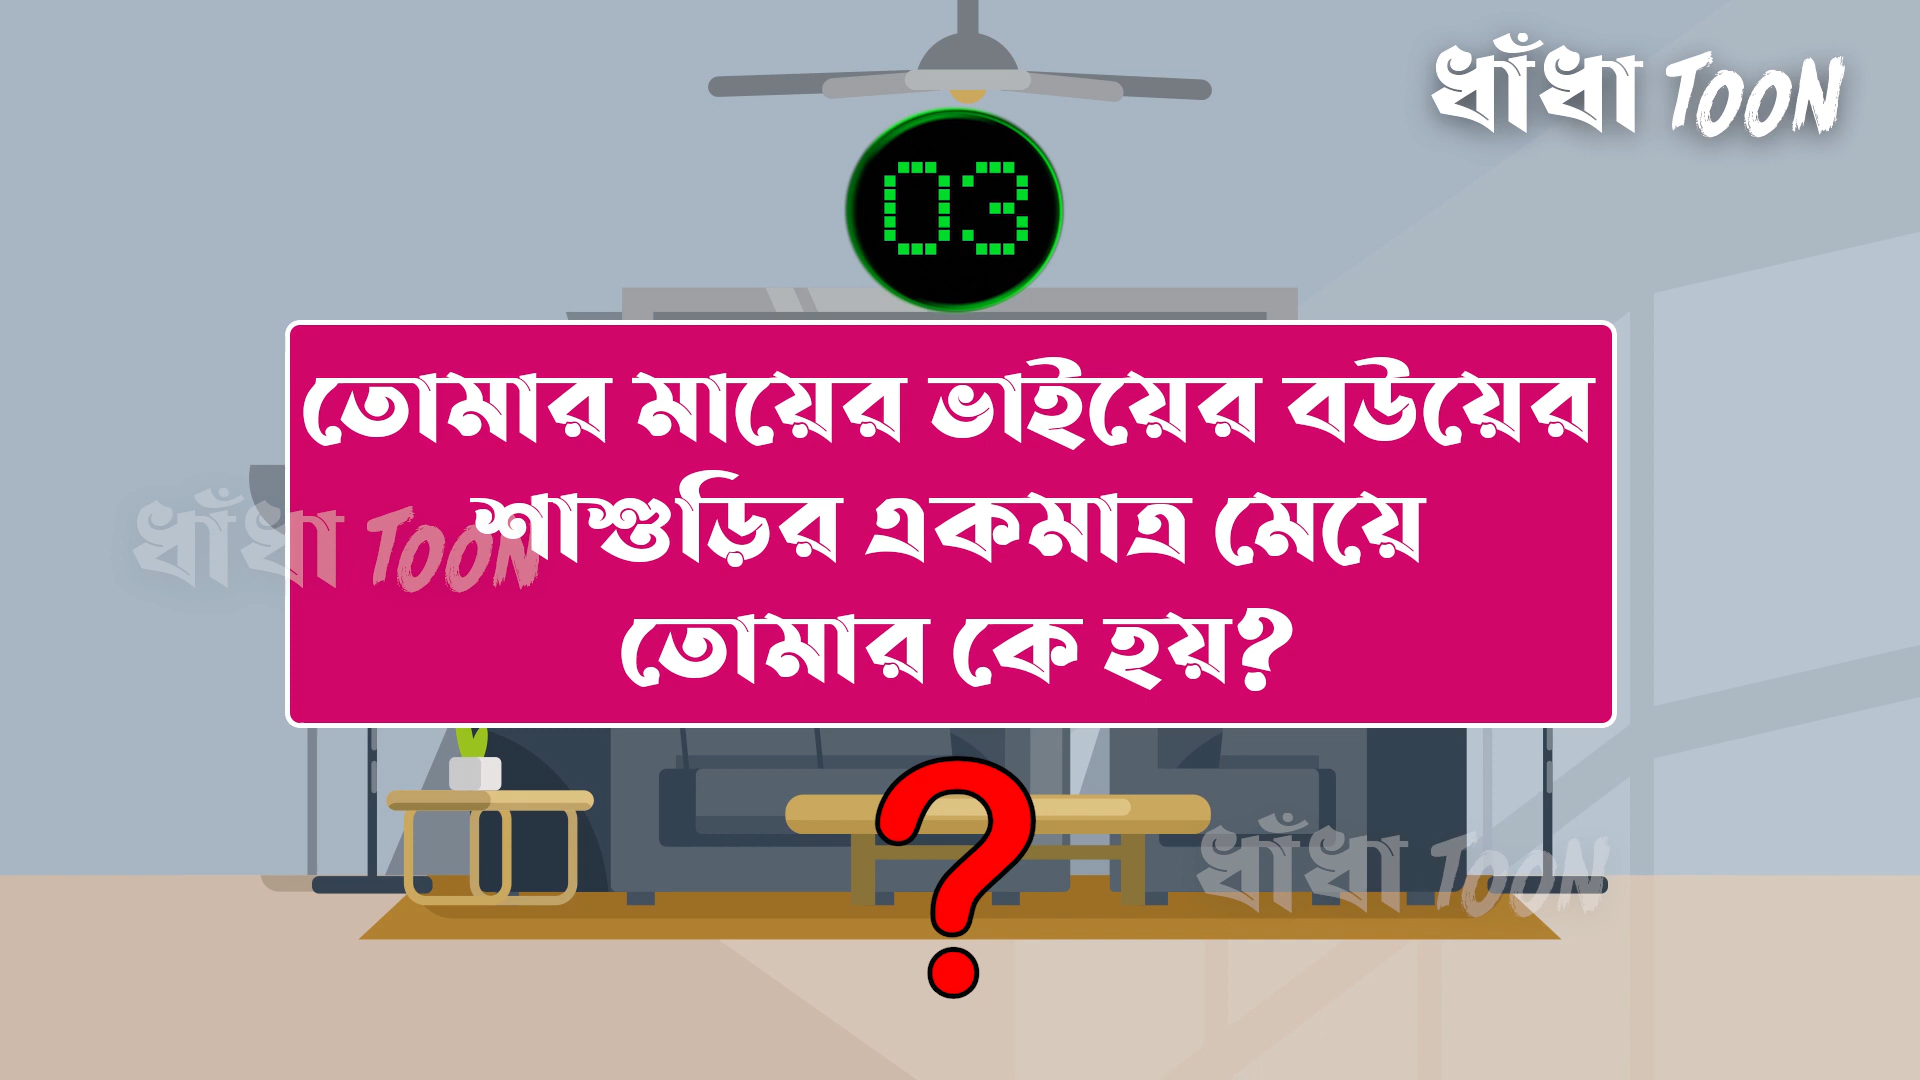 ধাঁধা TOON
03
তোমার মায়ের ভাইয়ের বউয়ের
শাশুড়ির একমাত্র মেয়ে
তোমার কে হয়?
ধাঁধা TOON
?
ধাঁধা TOON